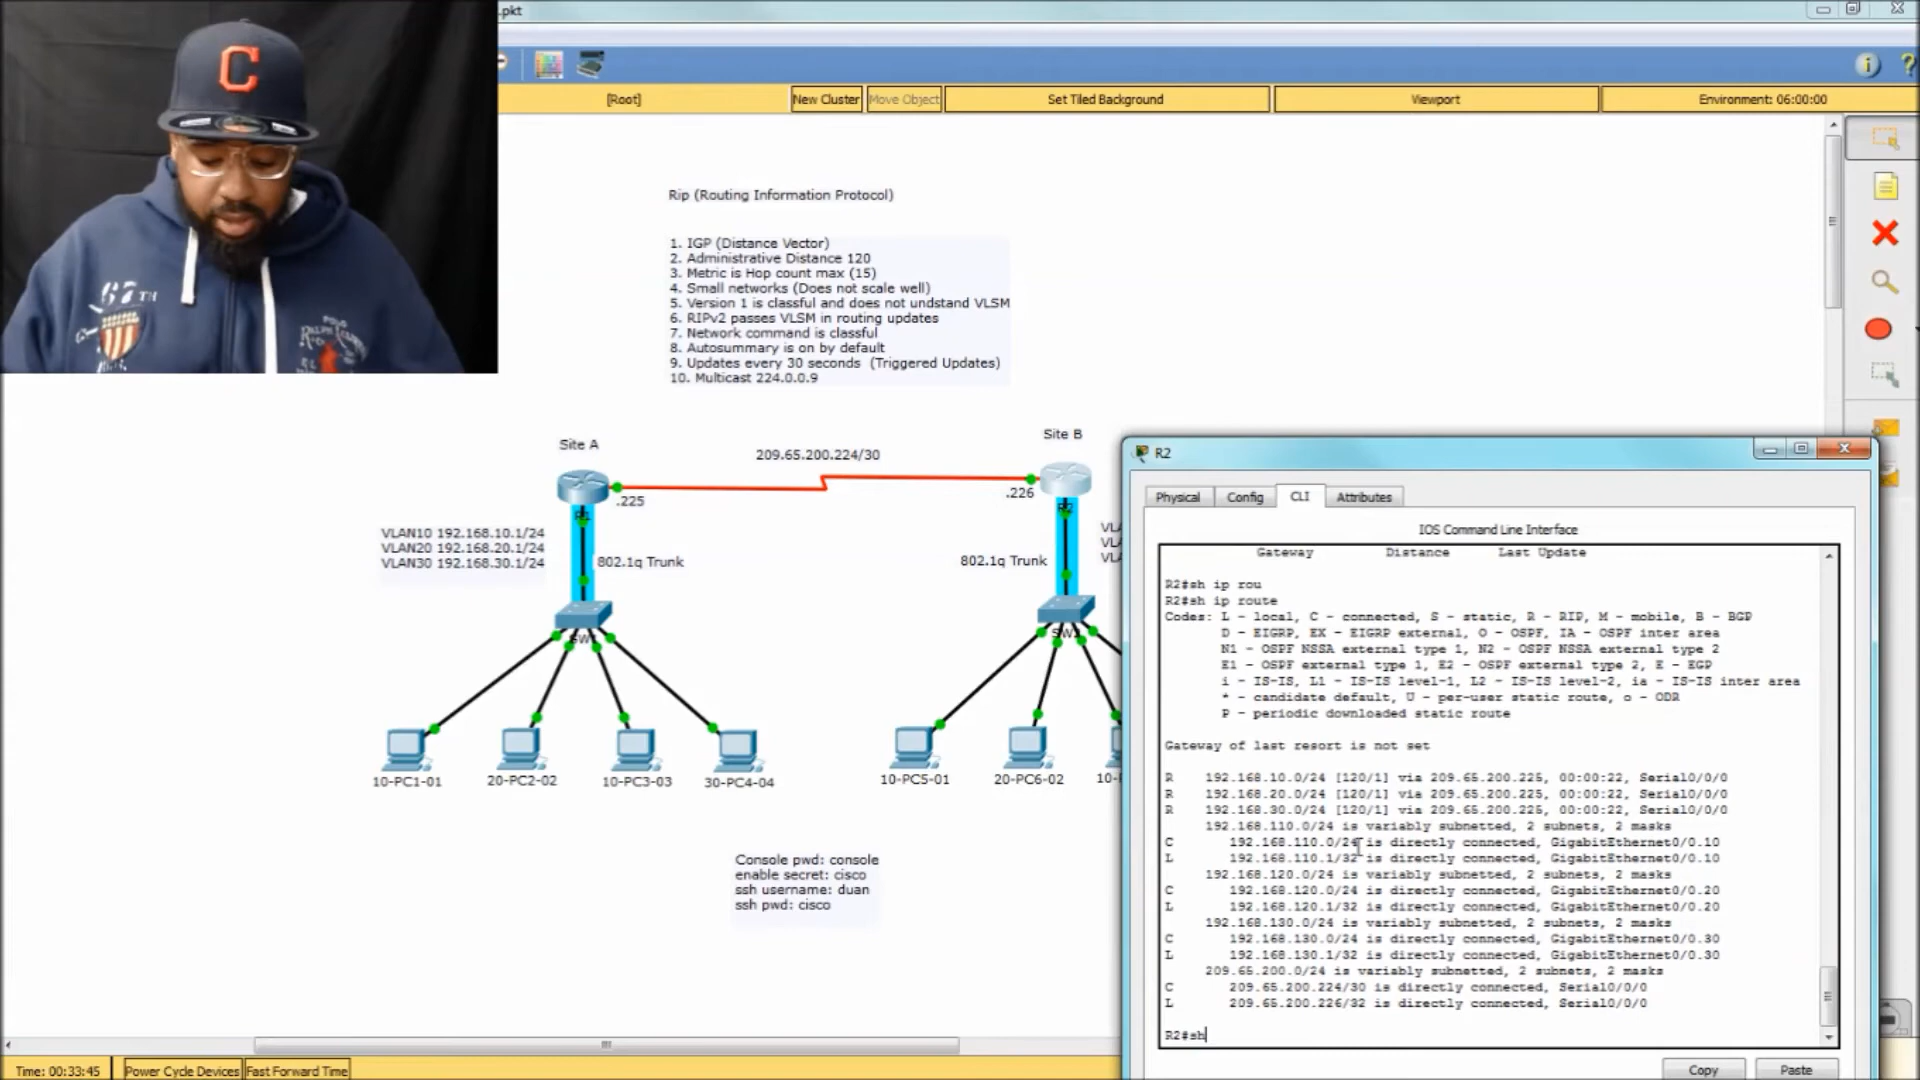 .pkt
C
67TH
POLO
[Root]
New Cluster
Move Object
Set Tiled Background
Viewport
Environment: 06:00:00
Rip (Routing Information Protocol)
1. IGP (Distance Vector)
2. Administrative Distance 120
3. Metric is Hop count max (15)
4. Small networks (Does not scale well)
5. Version 1 is classful and does not undstand VLSM
6. RIPv2 passes VLSM in routing updates
7. Network command is classful
8. Autosummary is on by default
9. Updates every 30 seconds (Triggered Updates)
10. Multicast 224.0.0.9
Site A
209.65.200.224/30
Site B
.225
.226
R1
R2
VLAN10 192.168.10.1/24
VLAN20 192.168.20.1/24
VLAN30 192.168.30.1/24
802.1q Trunk
802.1q Trunk
VLA
VLA
VLA
SW1
SW2
10-PC1-01
20-PC2-02
10-PC3-03
30-PC4-04
10-PC5-01
20-PC6-02
10-
Console pwd: console
enable secret: cisco
ssh username: duan
ssh pwd: cisco
R2
Physical
Config
CLI
Attributes
IOS Command Line Interface
Gateway Distance Last Update
R2#sh ip rou
R2#sh ip route
Codes: L - local, C - connected, S - static, R - RIP, M - mobile, B - BGP
D - EIGRP, EX - EIGRP external, O - OSPF, IA - OSPF inter area
N1 - OSPF NSSA external type 1, N2 - OSPF NSSA external type 2
E1 - OSPF external type 1, E2 - OSPF external type 2, E - EGP
i - IS-IS, L1 - IS-IS level-1, L2 - IS-IS level-2, ia - IS-IS inter area
* - candidate default, U - per-user static route, o - ODR
P - periodic downloaded static route
Gateway of last resort is not set
R 192.168.10.0/24 [120/1] via 209.65.200.225, 00:00:22, Serial0/0/0
R 192.168.20.0/24 [120/1] via 209.65.200.225, 00:00:22, Serial0/0/0
R 192.168.30.0/24 [120/1] via 209.65.200.225, 00:00:22, Serial0/0/0
192.168.110.0/24 is variably subnetted, 2 subnets, 2 masks
C 192.168.110.0/24 is directly connected, GigabitEthernet0/0.10
L 192.168.110.1/32 is directly connected, GigabitEthernet0/0.10
192.168.120.0/24 is variably subnetted, 2 subnets, 2 masks
C 192.168.120.0/24 is directly connected, GigabitEthernet0/0.20
L 192.168.120.1/32 is directly connected, GigabitEthernet0/0.20
192.168.130.0/24 is variably subnetted, 2 subnets, 2 masks
C 192.168.130.0/24 is directly connected, GigabitEthernet0/0.30
L 192.168.130.1/32 is directly connected, GigabitEthernet0/0.30
209.65.200.0/24 is variably subnetted, 2 subnets, 2 masks
C 209.65.200.224/30 is directly connected, Serial0/0/0
L 209.65.200.226/32 is directly connected, Serial0/0/0
R2#sh
Copy
Paste
Time: 00:33:45
Power Cycle Devices
Fast Forward Time